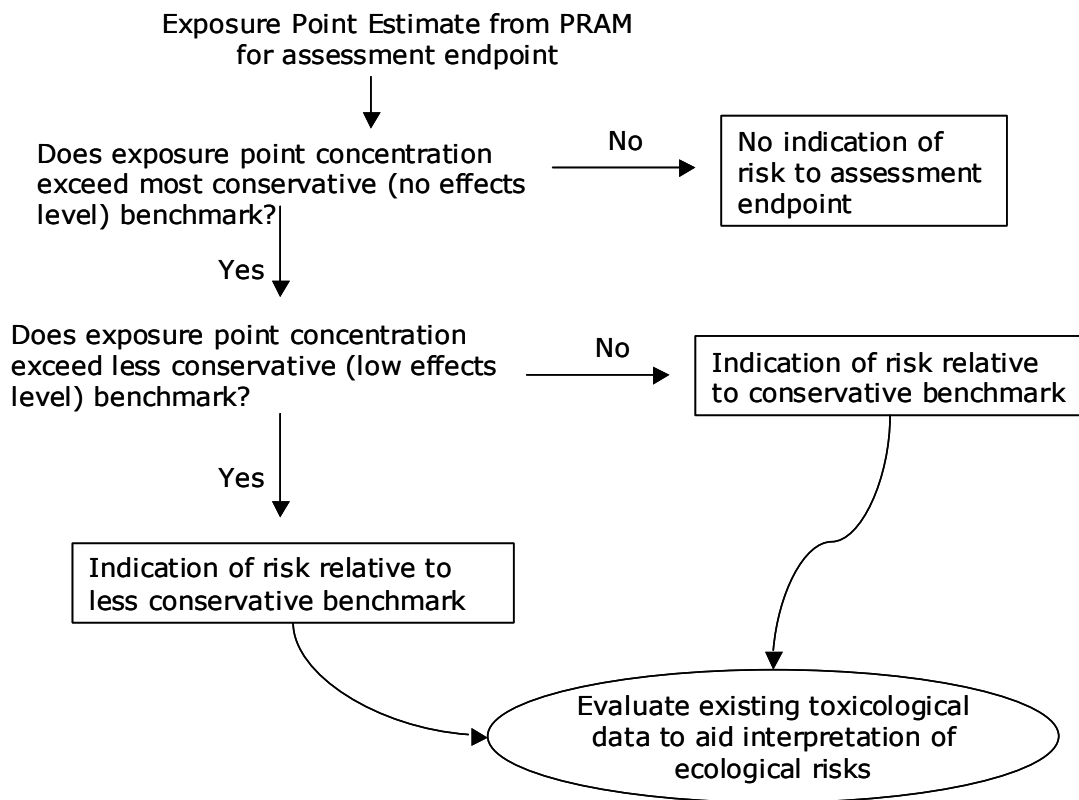 Exposure Point Estimate from PRAM
for assessment endpoint
Does exposure point concentration
exceed most conservative (no effects
level) benchmark?
No
No indication of
risk to assessment
endpoint
Yes
Does exposure point concentration
exceed less conservative (low effects
level) benchmark?
No
Indication of risk relative
to conservative benchmark
Yes
Indication of risk relative to
less conservative benchmark
Evaluate existing toxicological
data to aid interpretation of
ecological risks